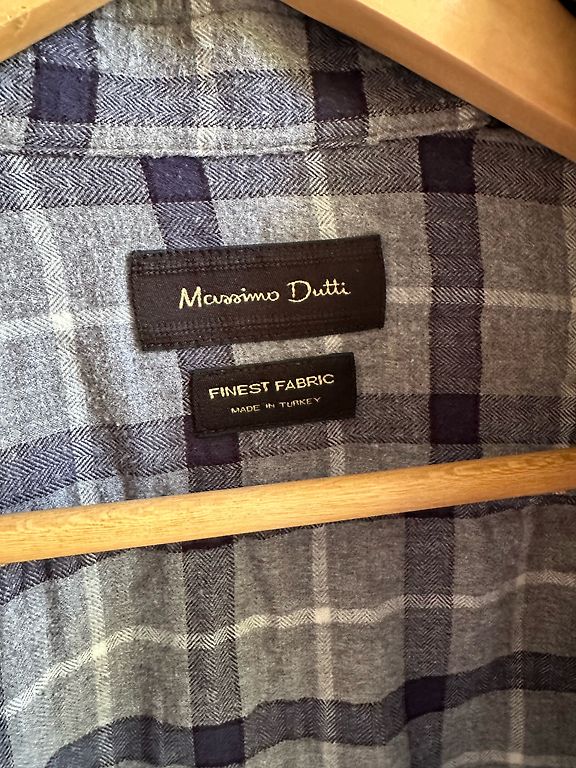 Massimo Dutti
FINEST FABRIC
MADE IN TURKEY